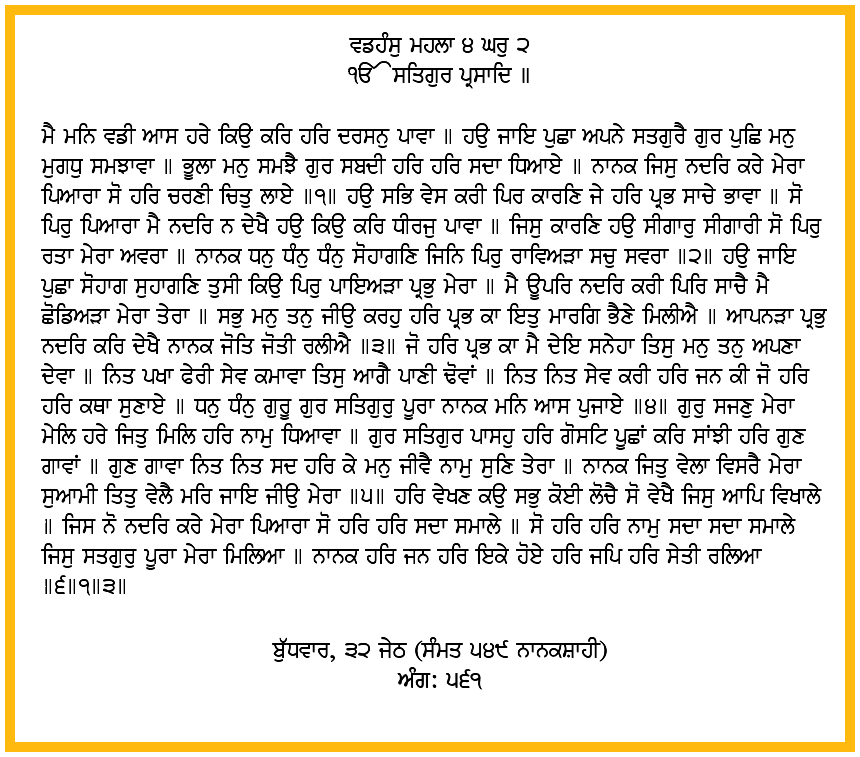 ਵਡਹੰਸੁ ਮਹਲਾ ੪ ਘਰੁ ੨
ੴ ਸਤਿਗੁਰ ਪ੍ਰਸਾਦਿ ॥
ਮੈ ਮਨਿ ਵਡੀ ਆਸ ਹਰੇ ਕਿਉ ਕਰਿ ਹਰਿ ਦਰਸਨੁ ਪਾਵਾ ॥ ਹਉ ਜਾਇ ਪੁਛਾ ਅਪਨੇ ਸਤਗੁਰੈ ਗੁਰ ਪੁਛਿ ਮਨੁ
ਮੁਗਧੁ ਸਮਝਾਵਾ ॥ ਭੂਲਾ ਮਨੁ ਸਮਝੈ ਗੁਰ ਸਬਦੀ ਹਰਿ ਹਰਿ ਸਦਾ ਧਿਆਏ ॥ ਨਾਨਕ ਜਿਸੁ ਨਦਰਿ ਕਰੇ ਮੇਰਾ
ਪਿਆਰਾ ਸੋ ਹਰਿ ਚਰਣੀ ਚਿਤੁ ਲਾਏ ॥੧॥ ਹਉ ਸਭਿ ਵੇਸ ਕਰੀ ਪਿਰ ਕਾਰਣਿ ਜੇ ਹਰਿ ਪ੍ਰਭ ਸਾਚੇ ਭਾਵਾ ॥ ਸੋ
ਪਿਰੁ ਪਿਆਰਾ ਮੈ ਨਦਰਿ ਨ ਦੇਖੈ ਹਉ ਕਿਉ ਕਰਿ ਧੀਰਜੁ ਪਾਵਾ ॥ ਜਿਸੁ ਕਾਰਣਿ ਹਉ ਸੀਗਾਰੁ ਸੀਗਾਰੀ ਸੋ ਪਿਰੁ
ਰਤਾ ਮੇਰਾ ਅਵਰਾ ॥ ਨਾਨਕ ਧਨੁ ਧੰਨੁ ਧੰਨੁ ਸੋਹਾਗਣਿ ਜਿਨਿ ਪਿਰੁ ਰਾਵਿਅੜਾ ਸਚੁ ਸਵਰਾ ॥੨॥ ਹਉ ਜਾਇ
ਪੁਛਾ ਸੋਹਾਗ ਸੁਹਾਗਣਿ ਤੁਸੀ ਕਿਉ ਪਿਰੁ ਪਾਇਅੜਾ ਪ੍ਰਭੁ ਮੇਰਾ ॥ ਮੈ ਊਪਰਿ ਨਦਰਿ ਕਰੀ ਪਿਰਿ ਸਾਚੈ ਮੈ
ਛੋਡਿਅੜਾ ਮੇਰਾ ਤੇਰਾ ॥ ਸਭੁ ਮਨੁ ਤਨੁ ਜੀਉ ਕਰਹੁ ਹਰਿ ਪ੍ਰਭ ਕਾ ਇਤੁ ਮਾਰਗਿ ਭੈਣੇ ਮਿਲੀਐ ॥ ਆਪਨੜਾ ਪ੍ਰਭੁ
ਨਦਰਿ ਕਰਿ ਦੇਖੈ ਨਾਨਕ ਜੋਤਿ ਜੋਤੀ ਰਲੀਐ ॥੩॥ ਜੋ ਹਰਿ ਪ੍ਰਭ ਕਾ ਮੈ ਦੇਇ ਸਨੇਹਾ ਤਿਸੁ ਮਨੁ ਤਨੁ ਅਪਣਾ
ਦੇਵਾ ॥ ਨਿਤ ਪਖਾ ਫੇਰੀ ਸੇਵ ਕਮਾਵਾ ਤਿਸੁ ਆਗੈ ਪਾਣੀ ਢੋਵਾਂ ॥ ਨਿਤ ਨਿਤ ਸੇਵ ਕਰੀ ਹਰਿ ਜਨ ਕੀ ਜੋ ਹਰਿ
ਹਰਿ ਕਥਾ ਸੁਣਾਏ ॥ ਧਨੁ ਧੰਨੁ ਗੁਰੂ ਗੁਰ ਸਤਿਗੁਰੁ ਪੂਰਾ ਨਾਨਕ ਮਨਿ ਆਸ ਪੁਜਾਏ ॥੪॥ ਗੁਰੁ ਸਜਣੁ ਮੇਰਾ
ਮੇਲਿ ਹਰੇ ਜਿਤੁ ਮਿਲਿ ਹਰਿ ਨਾਮੁ ਧਿਆਵਾ ॥ ਗੁਰ ਸਤਿਗੁਰ ਪਾਸਹੁ ਹਰਿ ਗੋਸਟਿ ਪੂਛਾਂ ਕਰਿ ਸਾਂਝੀ ਹਰਿ ਗੁਣ
ਗਾਵਾਂ ॥ ਗੁਣ ਗਾਵਾ ਨਿਤ ਨਿਤ ਸਦ ਹਰਿ ਕੇ ਮਨੁ ਜੀਵੈ ਨਾਮੁ ਸੁਣਿ ਤੇਰਾ ॥ ਨਾਨਕ ਜਿਤੁ ਵੇਲਾ ਵਿਸਰੈ ਮੇਰਾ
ਸੁਆਮੀ ਤਿਤੁ ਵੇਲੈ ਮਰਿ ਜਾਇ ਜੀਉ ਮੇਰਾ ॥੫॥ ਹਰਿ ਵੇਖਣ ਕਉ ਸਭੁ ਕੋਈ ਲੋਚੈ ਸੋ ਵੇਖੈ ਜਿਸੁ ਆਪਿ ਵਿਖਾਲੇ
॥ ਜਿਸ ਨੋ ਨਦਰਿ ਕਰੇ ਮੇਰਾ ਪਿਆਰਾ ਸੋ ਹਰਿ ਹਰਿ ਸਦਾ ਸਮਾਲੇ ॥ ਸੋ ਹਰਿ ਹਰਿ ਨਾਮੁ ਸਦਾ ਸਦਾ ਸਮਾਲੇ
ਜਿਸੁ ਸਤਗੁਰੁ ਪੂਰਾ ਮੇਰਾ ਮਿਲਿਆ ॥ ਨਾਨਕ ਹਰਿ ਜਨ ਹਰਿ ਇਕੇ ਹੋਏ ਹਰਿ ਜਪਿ ਹਰਿ ਸੇਤੀ ਰਲਿਆ
॥੬॥੧॥੩॥
ਬੁੱਧਵਾਰ, ੩੨ ਜੇਠ (ਸੰਮਤ ੫੪੯ ਨਾਨਕਸ਼ਾਹੀ)
ਅੰਗ: ੫੬੧